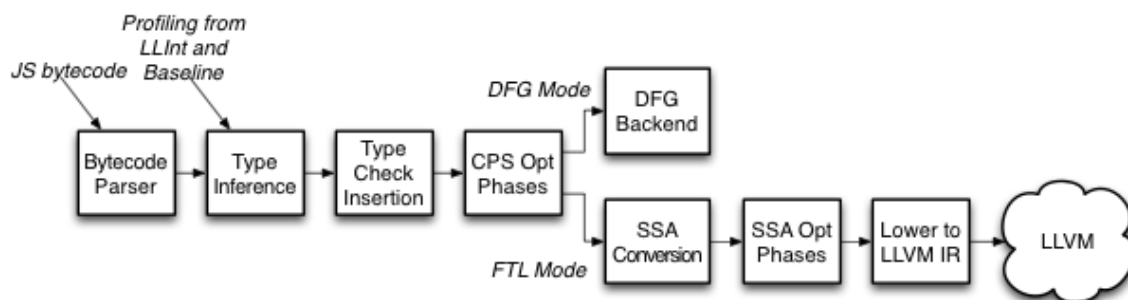 Profiling from
LLInt and
Baseline
JS bytecode
DFG Mode
DFG
Backend
Bytecode
Parser
Type
Inference
Type
Check
Insertion
CPS Opt
Phases
FTL Mode
SSA
Conversion
SSA Opt
Phases
Lower to
LLVM IR
LLVM